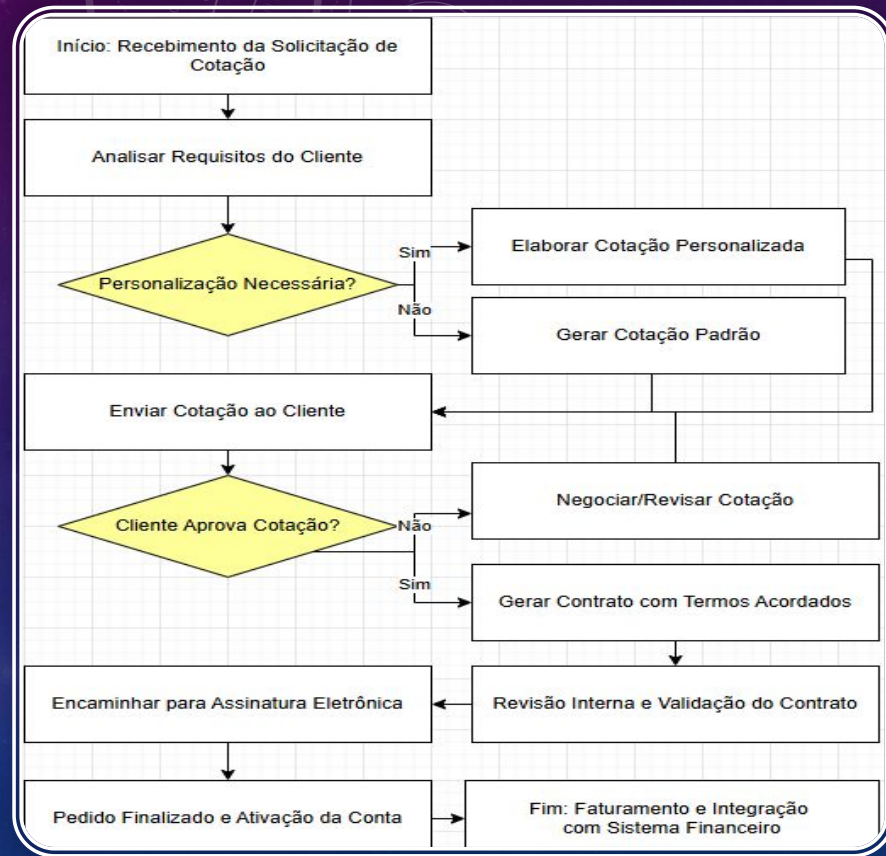 Início: Recebimento da Solicitação de
Cotação
Analisar Requisitos do Cliente
Personalização Necessária?
Sim
Elaborar Cotação Personalizada
Não
Gerar Cotação Padrão
Enviar Cotação ao Cliente
Cliente Aprova Cotação?
Não
Negociar/Revisar Cotação
Sim
Gerar Contrato com Termos Acordados
Revisão Interna e Validação do Contrato
Encaminhar para Assinatura Eletrônica
Pedido Finalizado e Ativação da Conta
Fim: Faturamento e Integração
com Sistema Financeiro